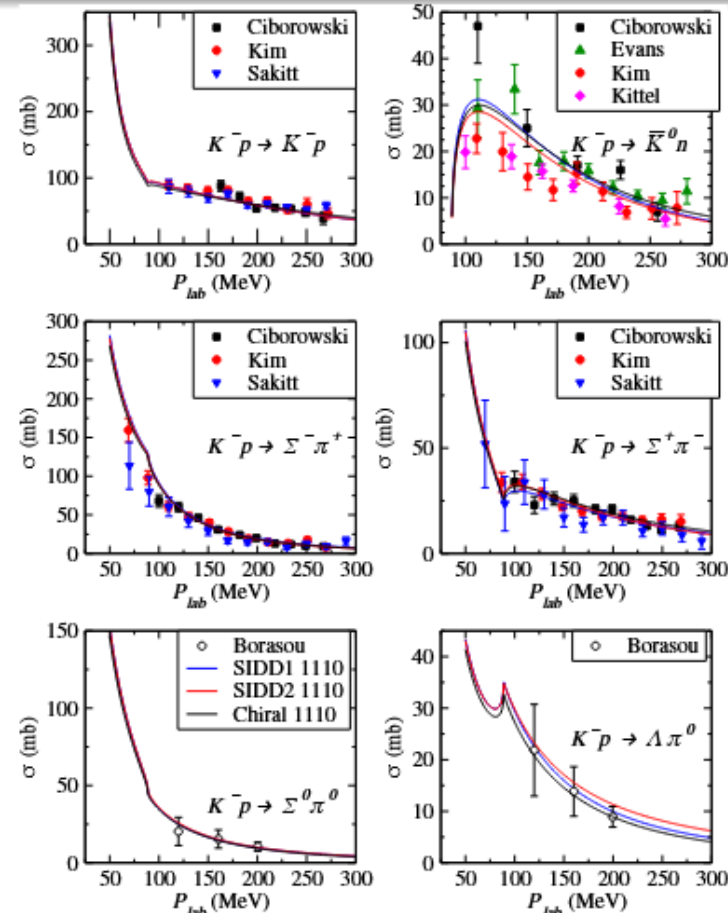 300
200
100
0
σ (mb)
Ciborowski
Kim
Sakitt
K⁻p → K⁻p
50 100 150 200 250 300
P_lab (MeV)
50
40
30
20
10
0
σ (mb)
Ciborowski
Evans
Kim
Kittel
K⁻p → K̄⁰n
100 150 200 250 300
P_lab (MeV)
300
250
200
150
100
50
0
σ (mb)
Ciborowski
Kim
Sakitt
K⁻p → Σ⁻π⁺
50 100 150 200 250 300
P_lab (MeV)
100
50
0
σ (mb)
Ciborowski
Kim
Sakitt
K⁻p → Σ⁺π⁻
50 100 150 200 250 300
P_lab (MeV)
150
100
50
0
σ (mb)
Borasou
SIDD1 1110
SIDD2 1110
Chiral 1110
K⁻p → Σ⁰π⁰
50 100 150 200 250 300
P_lab (MeV)
50
40
30
20
10
0
σ (mb)
Borasou
K⁻p → Λπ⁰
50 100 150 200 250 300
P_lab (MeV)